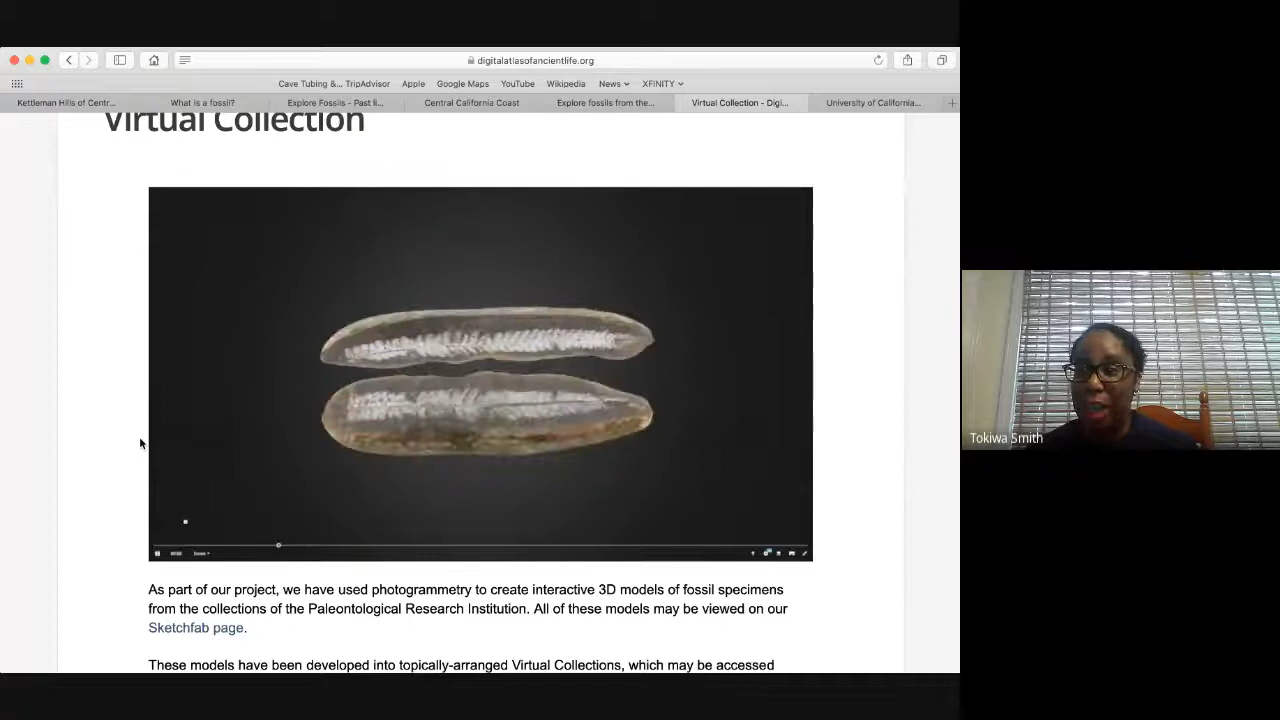 digitalatlasofancientlife.org
Cave Tubing &... TripAdvisor Apple Google Maps YouTube Wikipedia News XFINITY
Kettleman Hills of Centr... What is a fossil? Explore Fossils – Past li... Central California Coast Explore fossils from the... Virtual Collection - Digi... University of California...
Virtual Collection
As part of our project, we have used photogrammetry to create interactive 3D models of fossil specimens
from the collections of the Paleontological Research Institution. All of these models may be viewed on our
Sketchfab page.
These models have been developed into topically-arranged Virtual Collections, which may be accessed
Tokiwa Smith